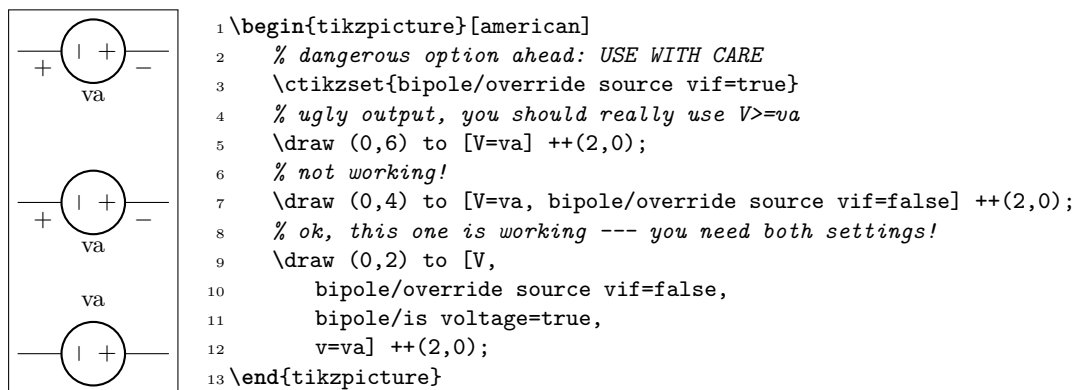 + −
va
+ −
va
va
1 \begin{tikzpicture}[american]
2 % dangerous option ahead: USE WITH CARE
3 \ctikzset{bipole/override source vif=true}
4 % ugly output, you should really use V>=va
5 \draw (0,6) to [V=va] ++(2,0);
6 % not working!
7 \draw (0,4) to [V=va, bipole/override source vif=false] ++(2,0);
8 % ok, this one is working --- you need both settings!
9 \draw (0,2) to [V,
10 bipole/override source vif=false,
11 bipole/is voltage=true,
12 v=va] ++(2,0);
13 \end{tikzpicture}